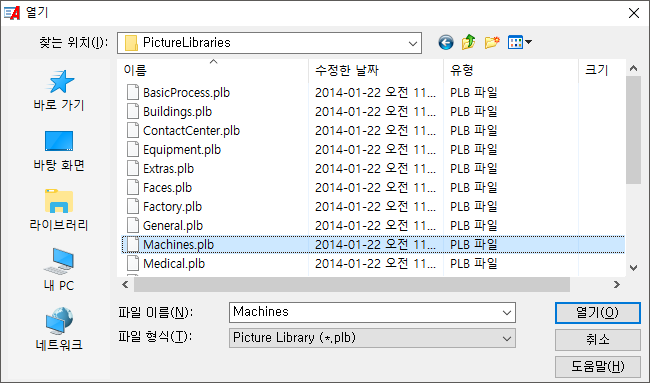 열기
찾는 위치(I):
PictureLibraries
이름 수정한 날짜 유형 크기
BasicProcess.plb 2014-01-22 오전 11... PLB 파일
Buildings.plb 2014-01-22 오전 11... PLB 파일
ContactCenter.plb 2014-01-22 오전 11... PLB 파일
Equipment.plb 2014-01-22 오전 11... PLB 파일
Extras.plb 2014-01-22 오전 11... PLB 파일
Faces.plb 2014-01-22 오전 11... PLB 파일
Factory.plb 2014-01-22 오전 11... PLB 파일
General.plb 2014-01-22 오전 11... PLB 파일
Machines.plb 2014-01-22 오전 11... PLB 파일
Medical.plb 2014-01-22 오전 11... PLB 파일
바로 가기
바탕 화면
라이브러리
내 PC
네트워크
파일 이름(N): Machines 열기(O)
파일 형식(T): Picture Library (*.plb) 취소
도움말(H)